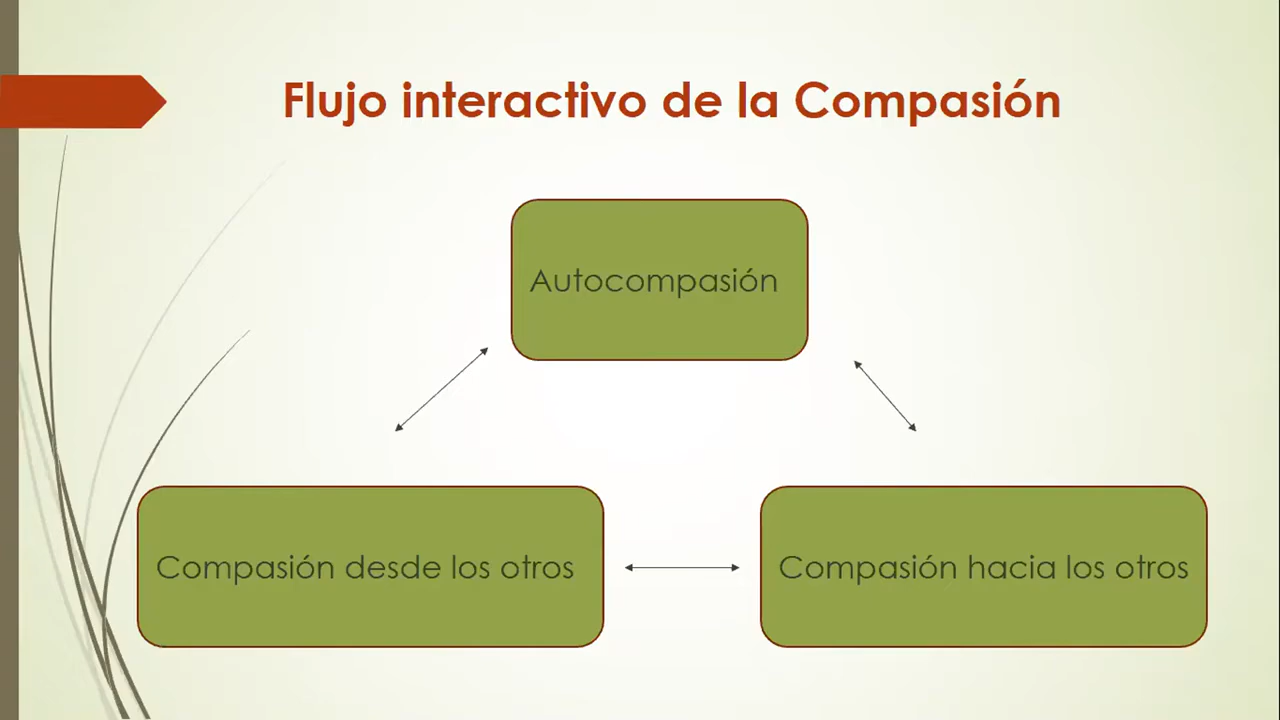 Flujo interactivo de la Compasión
Autocompasión
Compasión desde los otros
Compasión hacia los otros